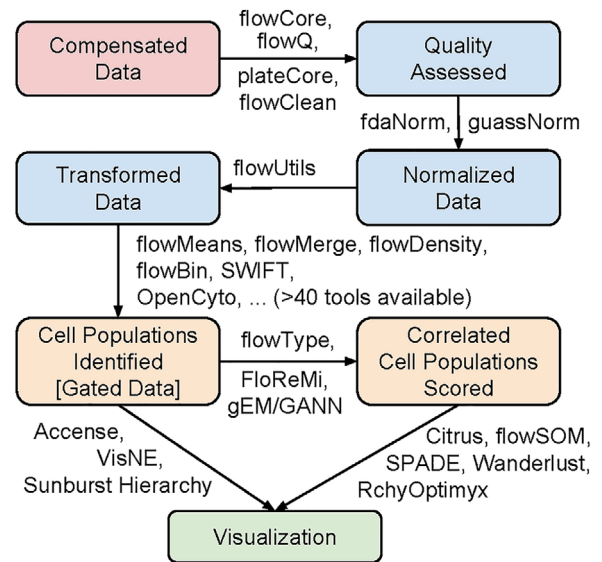 Compensated
Data
flowCore,
flowQ,
plateCore,
flowClean
Quality
Assessed
fdaNorm, guassNorm
Transformed
Data
flowUtils
Normalized
Data
flowMeans, flowMerge, flowDensity,
flowBin, SWIFT,
OpenCyto, ... (>40 tools available)
Cell Populations
Identified
[Gated Data]
flowType,
FloReMi,
gEM/GANN
Correlated
Cell Populations
Scored
Accense,
VisNE,
Sunburst Hierarchy
Citrus, flowSOM,
SPADE, Wanderlust,
RchyOptimyx
Visualization